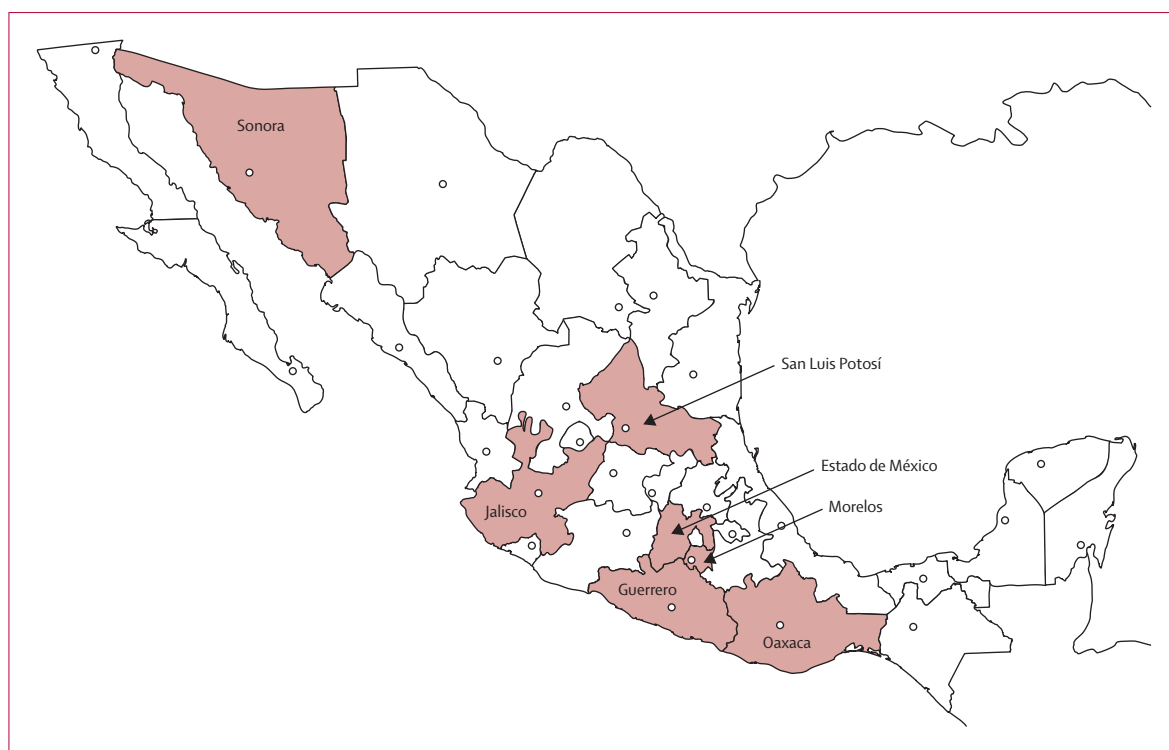 Sonora
San Luis Potosí
Estado de México
Morelos
Jalisco
Guerrero
Oaxaca